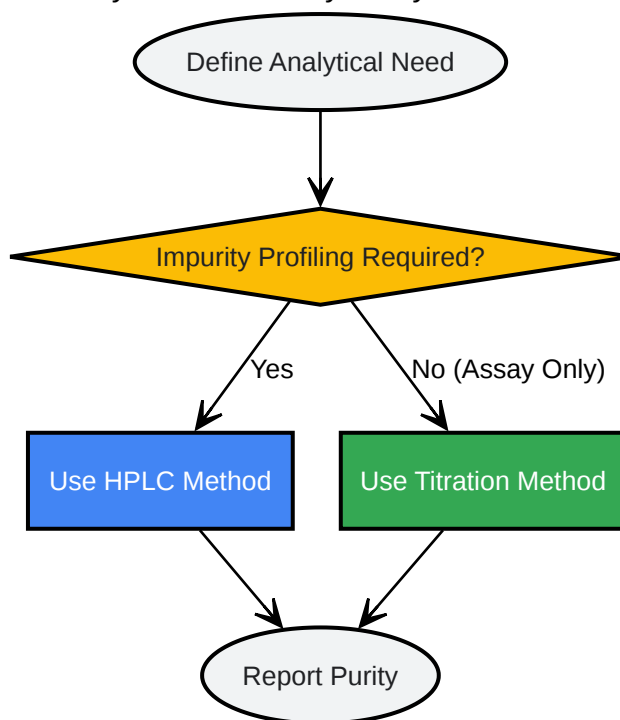 Define Analytical Need
Impurity Profiling Required?
Yes
No (Assay Only)
Use HPLC Method
Use Titration Method
Report Purity